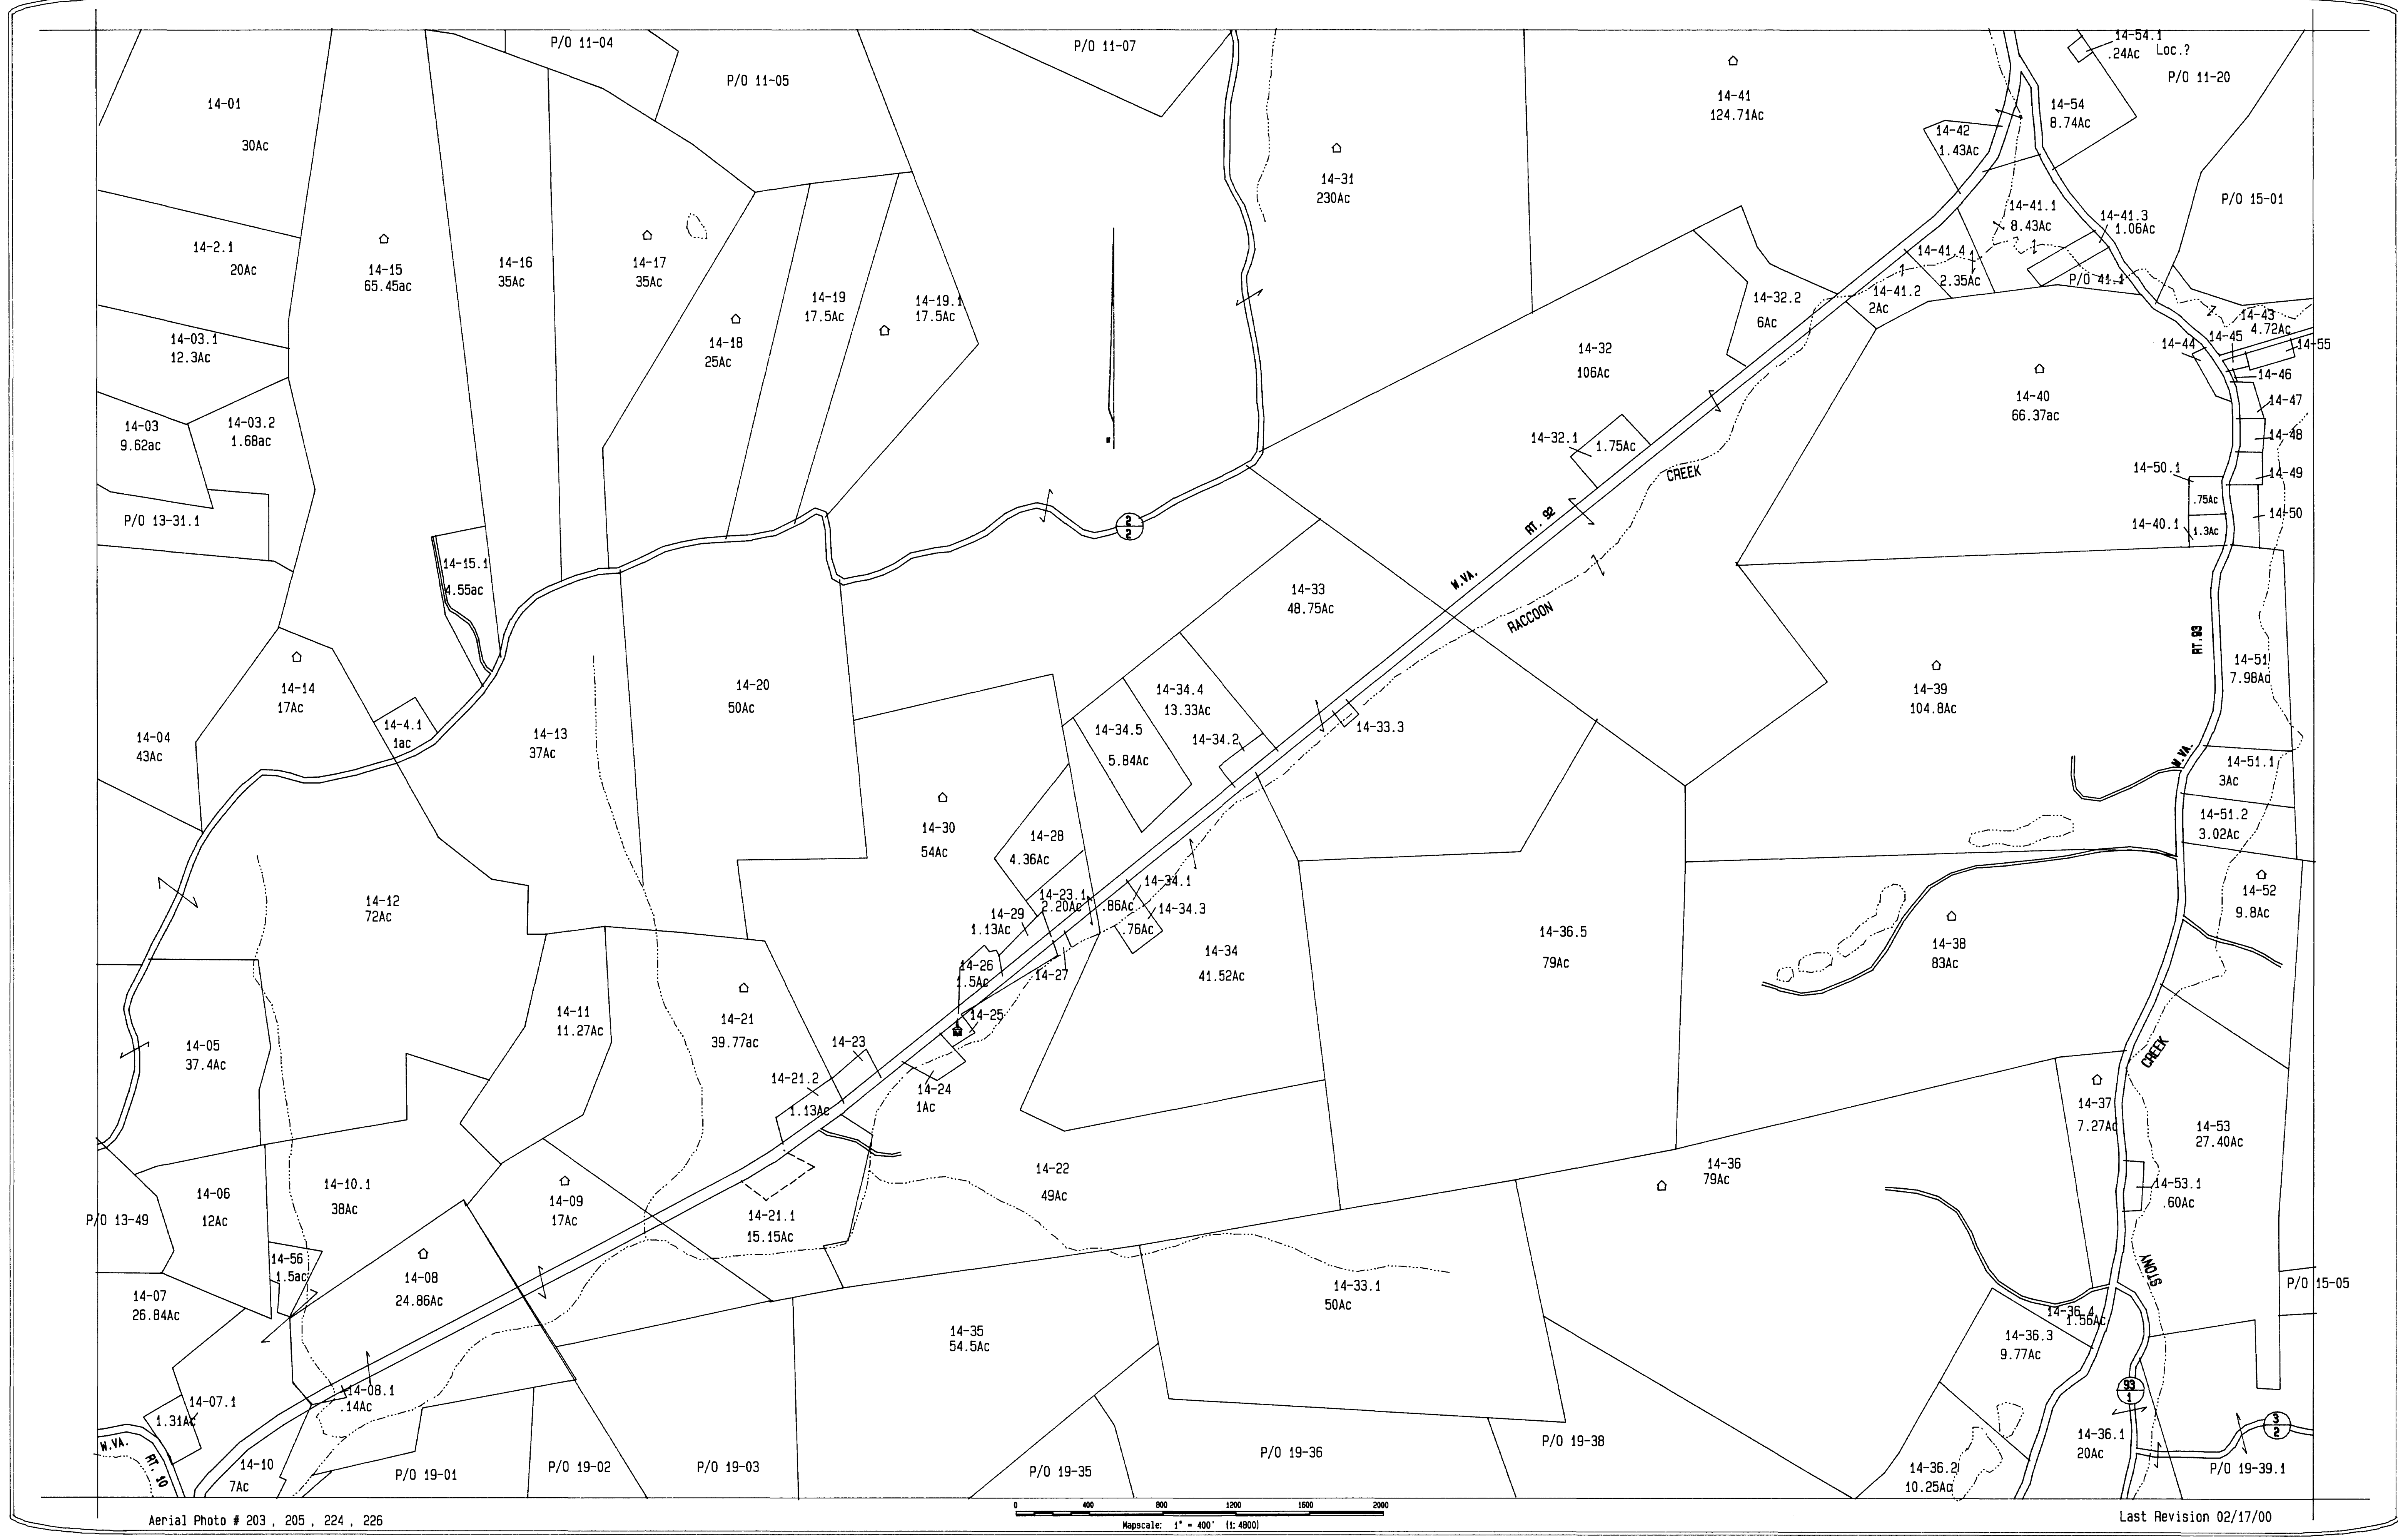 P/O 11-04
P/O 11-05
P/O 11-07
14-54.1
.24Ac
Loc.?
P/O 11-20
14-01
30Ac
14-41
124.71Ac
14-54
8.74Ac
14-42
1.43Ac
14-31
230Ac
P/O 15-01
14-2.1
20Ac
14-15
65.45ac
14-16
35Ac
14-17
35Ac
14-41.1
8.43Ac
14-41.3
1.06Ac
14-41.4
2.35Ac
P/O 41.1
14-19
17.5Ac
14-19.1
17.5Ac
14-32.2
6Ac
14-41.2
2Ac
14-43
4.72Ac
14-03.1
12.3Ac
14-18
25Ac
14-32
106Ac
14-44
14-45
14-55
14-46
14-40
66.37ac
14-47
14-03
9.62ac
14-03.2
1.68ac
14-32.1
1.75Ac
14-48
CREEK
14-50.1
14-49
.75Ac
P/O 13-31.1
2
2
RT. 92
14-40.1
1.3Ac
14-50
14-15.1
4.55ac
W.VA.
14-33
48.75Ac
RACCOON
RT.93
14-14
17Ac
14-20
50Ac
14-34.4
13.33Ac
14-39
104.8Ac
14-51
7.98Ac
14-4.1
1ac
14-04
43Ac
14-13
37Ac
14-34.5
5.84Ac
14-34.2
14-33.3
W.VA.
14-51.1
3Ac
14-30
54Ac
14-28
4.36Ac
14-51.2
3.02Ac
14-12
72Ac
14-23.1
2.20Ac
14-34.1
.86Ac
14-34.3
.76Ac
14-29
1.13Ac
14-52
9.8Ac
14-36.5
79Ac
14-38
83Ac
14-34
41.52Ac
14-26
1.5Ac
14-27
14-11
11.27Ac
14-21
39.77ac
14-25
14-05
37.4Ac
14-23
CREEK
14-21.2
1.13Ac
14-24
1Ac
14-37
7.27Ac
14-53
27.40Ac
14-22
49Ac
14-36
79Ac
14-06
12Ac
14-10.1
38Ac
14-09
17Ac
14-53.1
.60Ac
P/O 13-49
14-21.1
15.15Ac
14-56
1.5ac
14-08
24.86Ac
STONY
14-07
26.84Ac
14-33.1
50Ac
P/O 15-05
14-36.4
1.56Ac
14-35
54.5Ac
14-36.3
9.77Ac
14-08.1
.14Ac
93
1
14-07.1
1.31Ac
3
2
W.VA.
RT. 10
14-36.1
20Ac
P/O 19-38
P/O 19-36
14-10
7Ac
P/O 19-01
P/O 19-02
P/O 19-03
P/O 19-35
14-36.2
10.25Ac
P/O 19-39.1
0 400 800 1200 1600 2000
Mapscale: 1" = 400' (1:4800)
Aerial Photo # 203 , 205 , 224 , 226
Last Revision 02/17/00